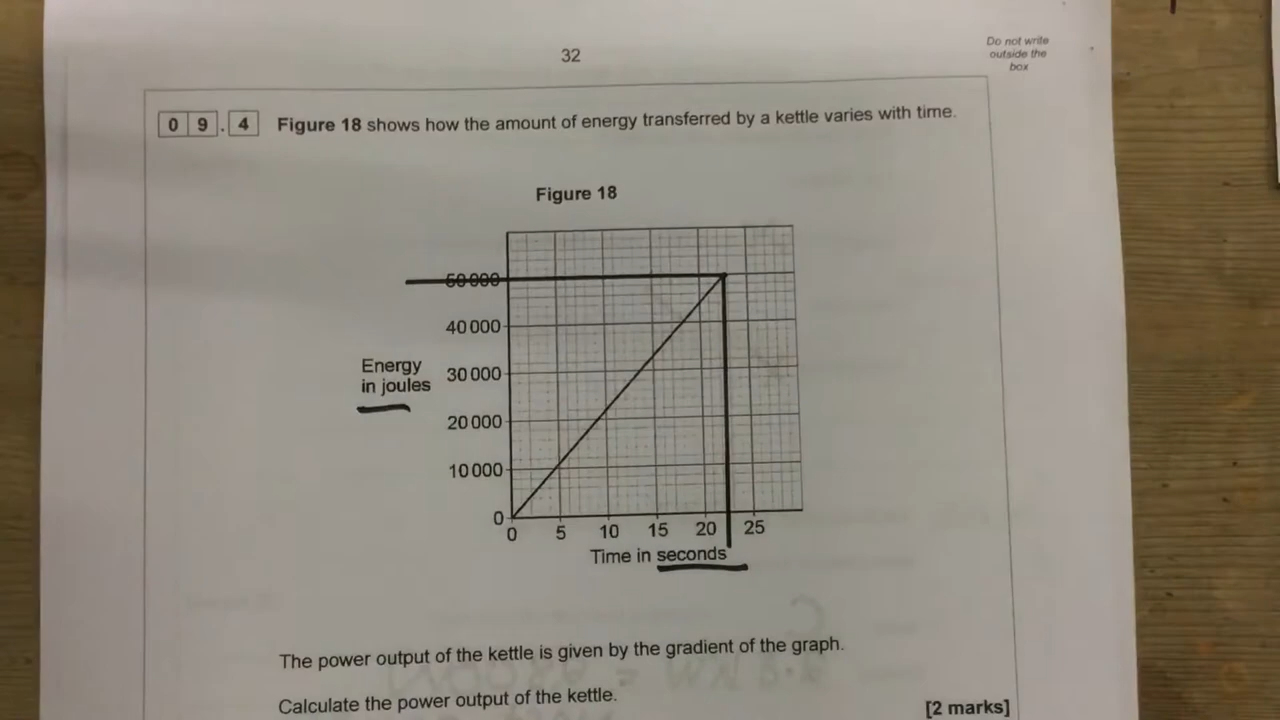 32
Do not write
outside the
box
0 9 . 4 Figure 18 shows how the amount of energy transferred by a kettle varies with time.
Figure 18
50 000
40 000
Energy
in joules
30 000
20 000
10 000
0
0 5 10 15 20 25
Time in seconds
The power output of the kettle is given by the gradient of the graph.
Calculate the power output of the kettle.
[2 marks]